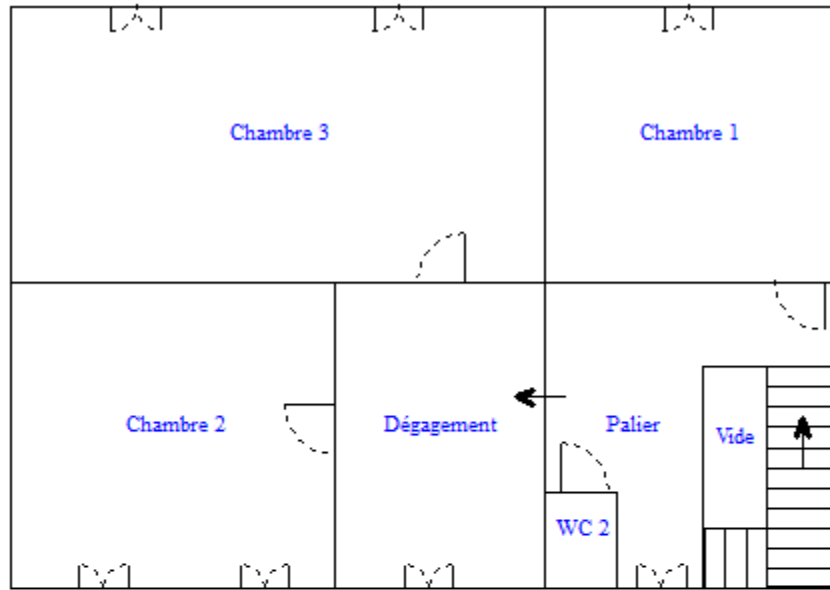 Chambre 3
Chambre 1
Chambre 2
Dégagement
Palier
Vide
WC 2